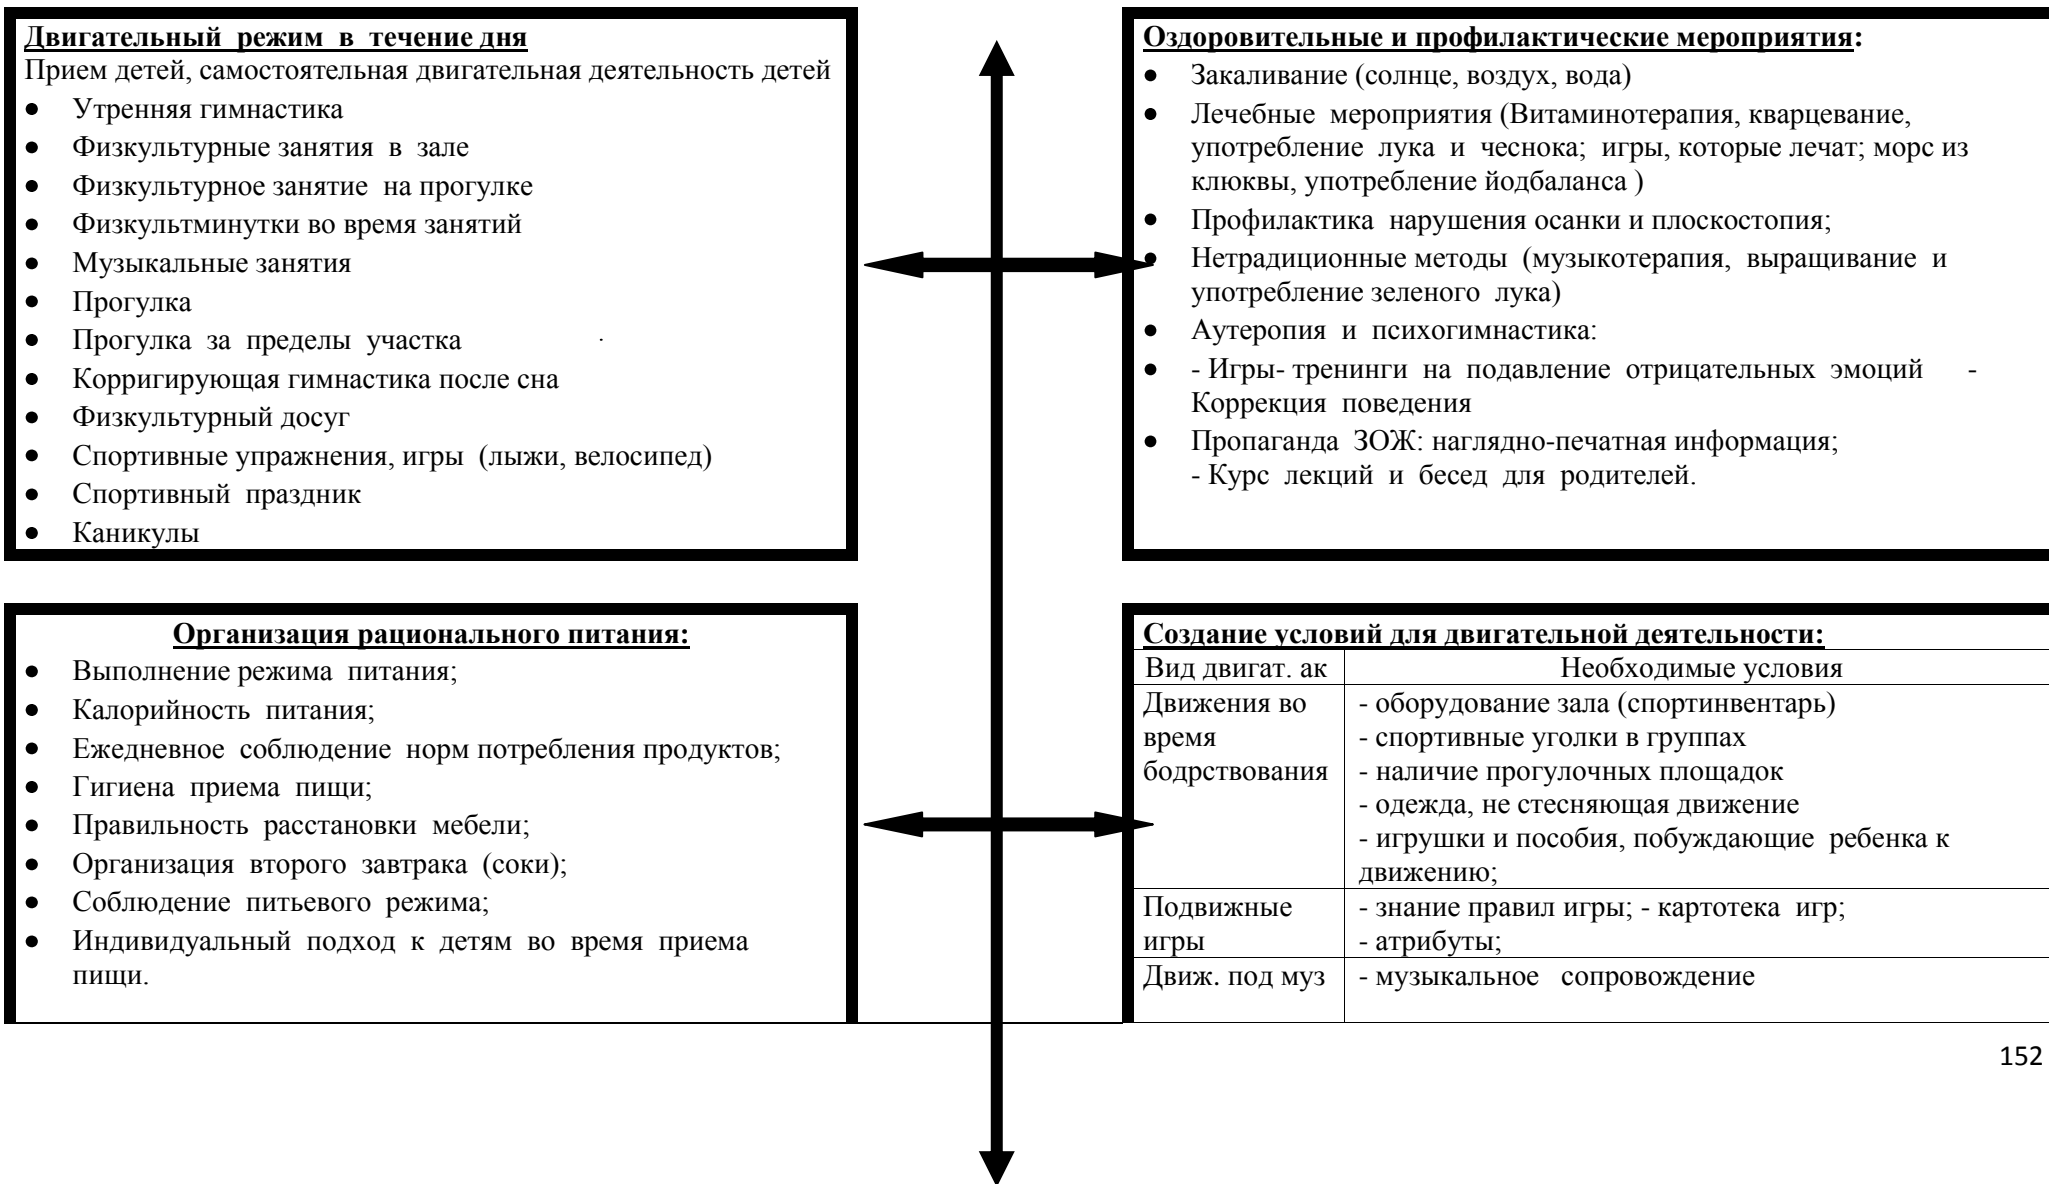 Двигательный режим в течение дня
Прием детей, самостоятельная двигательная деятельность детей
● Утренняя гимнастика
● Физкультурные занятия в зале
● Физкультурное занятие на прогулке
● Физкультминутки во время занятий
● Музыкальные занятия
● Прогулка
● Прогулка за пределы участка .
● Корригирующая гимнастика после сна
● Физкультурный досуг
● Спортивные упражнения, игры (лыжи, велосипед)
● Спортивный праздник
● Каникулы
Оздоровительные и профилактические мероприятия:
● Закаливание (солнце, воздух, вода)
● Лечебные мероприятия (Витаминотерапия, кварцевание,
употребление лука и чеснока; игры, которые лечат; морс из
клюквы, употребление йодбаланса )
● Профилактика нарушения осанки и плоскостопия;
● Нетрадиционные методы (музыкотерапия, выращивание и
употребление зеленого лука)
● Аутеропия и психогимнастика:
● - Игры- тренинги на подавление отрицательных эмоций -
Коррекция поведения
● Пропаганда ЗОЖ: наглядно-печатная информация;
- Курс лекций и бесед для родителей.
Организация рационального питания:
● Выполнение режима питания;
● Калорийность питания;
● Ежедневное соблюдение норм потребления продуктов;
● Гигиена приема пищи;
● Правильность расстановки мебели;
● Организация второго завтрака (соки);
● Соблюдение питьевого режима;
● Индивидуальный подход к детям во время приема
пищи.
Создание условий для двигательной деятельности:
Вид двигат. ак
Необходимые условия
Движения во
время
бодрствования
- оборудование зала (спортинвентарь)
- спортивные уголки в группах
- наличие прогулочных площадок
- одежда, не стесняющая движение
- игрушки и пособия, побуждающие ребенка к
движению;
Подвижные
игры
- знание правил игры; - картотека игр;
- атрибуты;
Движ. под муз
- музыкальное сопровождение
152